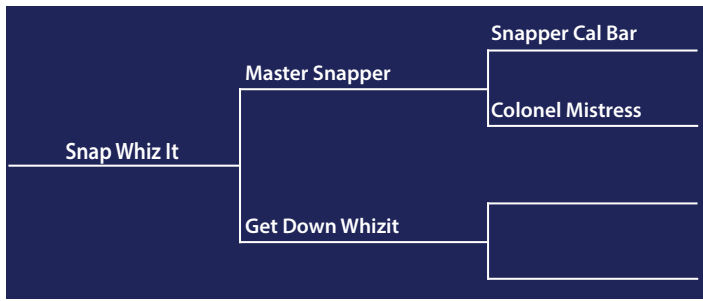 Snapper Cal Bar
Master Snapper
Colonel Mistress
Snap Whiz It
Get Down Whizit